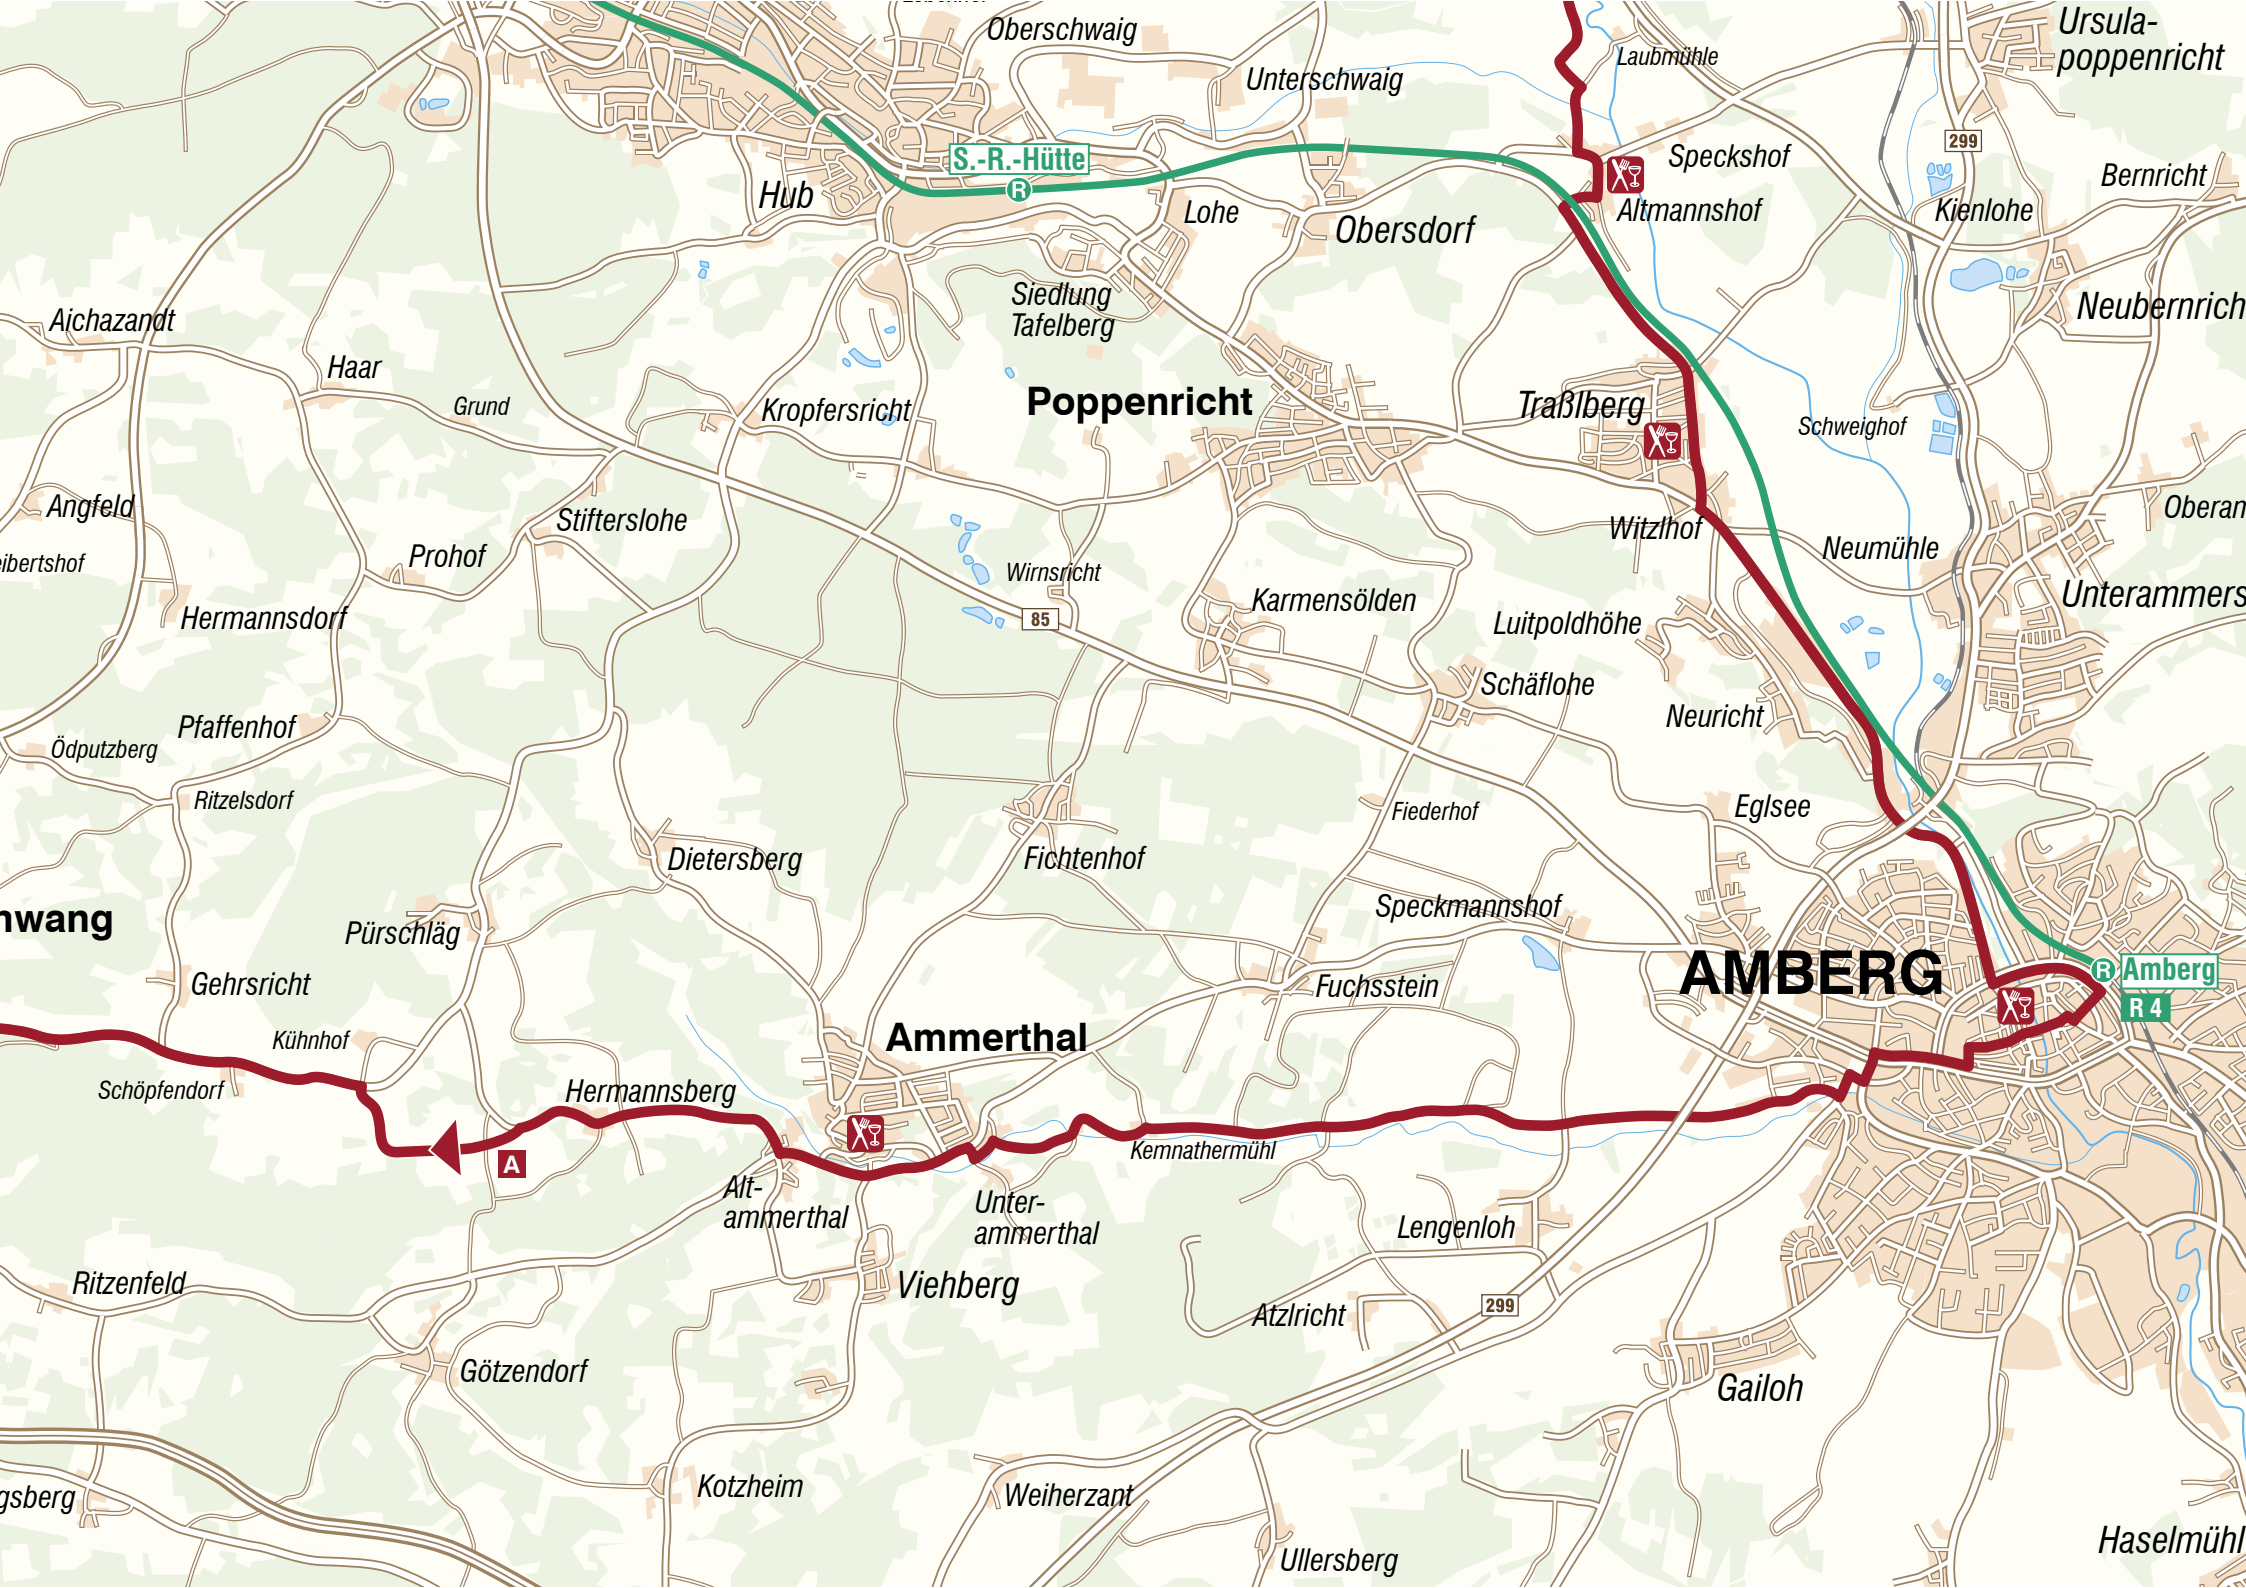 Oberschwaig
Ursula-
poppenricht
Laubmühle
Unterschwaig
299
S.-R.-Hütte
R
Speckshof
Bernricht
Hub
Lohe
Altmannshof
Kienlohe
Obersdorf
Siedlung
Tafelberg
Neubernrich
Aichazandt
Haar
Grund
Kropfersricht
Poppenricht
Traßlberg
Schweighof
Angfeld
Stifterslohe
Oberan
Witzlhof
Neumühle
eibertshof
Prohof
Wirnsricht
Hermannsdorf
85
Karmensölden
Luitpoldhöhe
Unterammers
Schäflohe
Pfaffenhof
Neuricht
Ödputzberg
Ritzelsdorf
Fiederhof
Eglsee
Dietersberg
Fichtenhof
hwang
Pürschläg
Speckmannshof
Gehrsricht
Fuchsstein
AMBERG
R
Amberg
R 4
Kühnhof
Ammerthal
Schöpfendorf
Hermannsberg
Kemnathermühl
A
Alt-
ammerthal
Unter-
ammerthal
Lengenloh
Ritzenfeld
Viehberg
Atzlricht
299
Götzendorf
Gailoh
gsberg
Kotzheim
Weiherzant
Ullersberg
Haselmühl